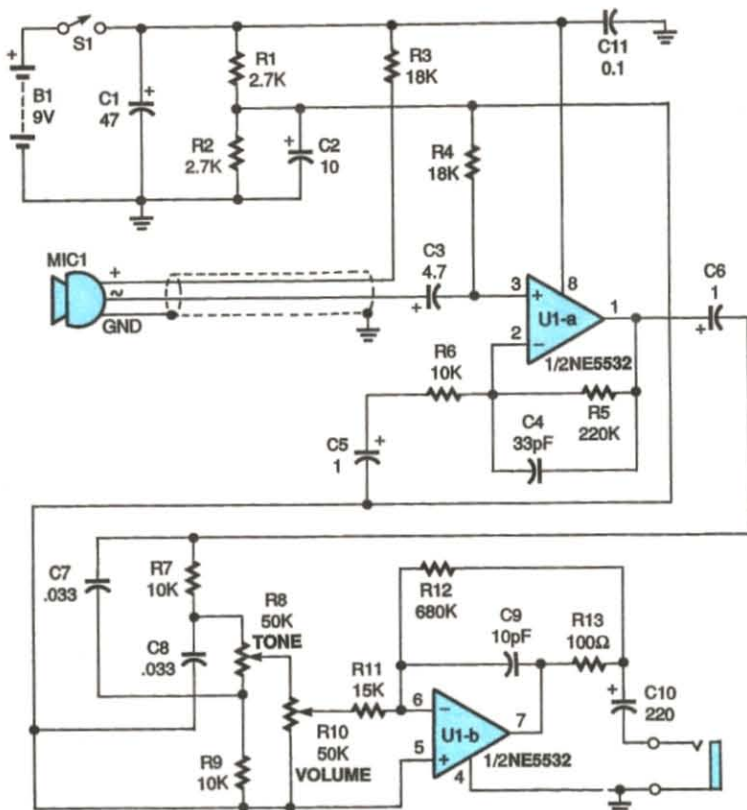 S1
+
B1
9V
C1
47
+
R1
2.7K
R2
2.7K
+
C2
10
R3
18K
C11
0.1
R4
18K
MIC1
+
~
GND
C3
4.7
+
3
+
8
1
U1-a
2
−
1/2NE5532
C6
1
+
R6
10K
R5
220K
C4
33pF
C5
1
+
C7
.033
R7
10K
C8
.033
R8
50K
TONE
R9
10K
R10
50K
VOLUME
R11
15K
R12
680K
C9
10pF
R13
100Ω
6
−
7
U1-b
5
+
4
1/2NE5532
+
C10
220